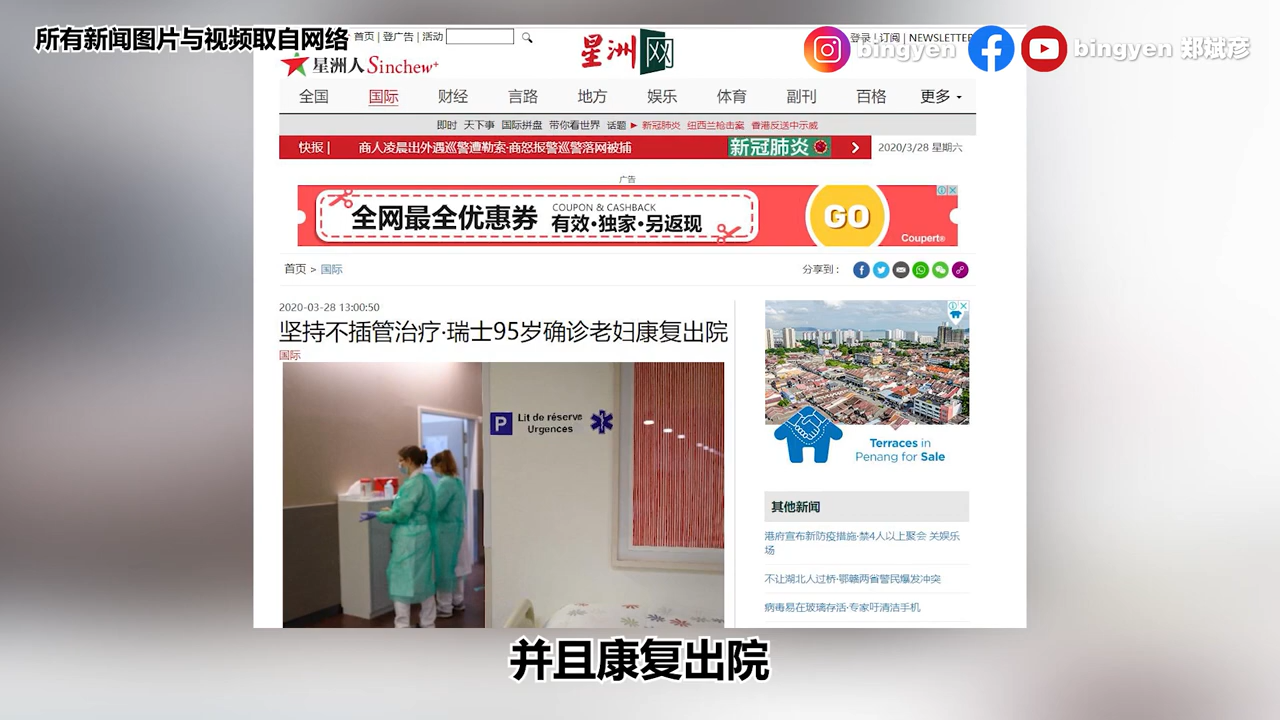 所有新闻图片与视频取自网络
首页 | 登广告 | 活动
登录 | 订阅 | NEWSLETTER
bingyen
bingyen 郑斌彦
星洲人 Sinchew+
星洲网
全国 国际 财经 言路 地方 娱乐 体育 副刊 百格 更多
即时 天下事 国际拼盘 带你看世界 话题 ▶ 新冠肺炎 纽西兰枪击案 香港反送中示威
快报 | 商人凌晨出外遇巡警遭勒索·商怒报警巡警落网被捕 新冠肺炎 2020/3/28 星期六
广告
全网最全优惠券 COUPON & CASHBACK
有效·独家·另返现
GO
Coupert®
首页 > 国际
分享到：
2020-03-28 13:00:50
坚持不插管治疗·瑞士95岁确诊老妇康复出院
国际
P Lit de réserve
Urgences
Terraces in
Penang for Sale
其他新闻
港府宣布新防疫措施·禁4人以上聚会 关娱乐
场
不让湖北人过桥·鄂赣两省警民爆发冲突
病毒易在玻璃存活·专家吁清洁手机
并且康复出院